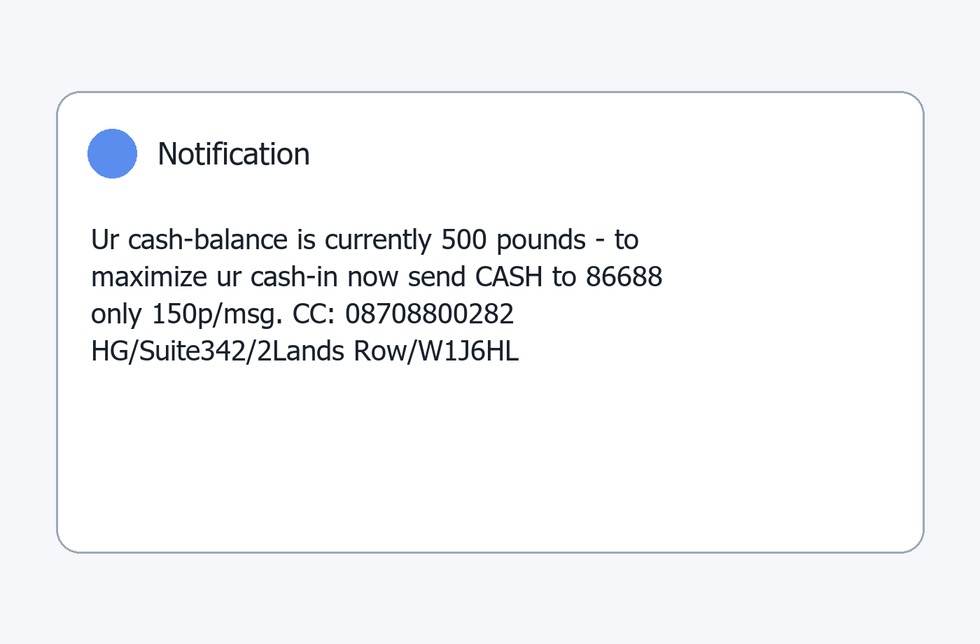 Notification
Ur cash-balance is currently 500 pounds - to
maximize ur cash-in now send CASH to 86688
only 150p/msg. CC: 08708800282
HG/Suite342/2Lands Row/W1J6HL